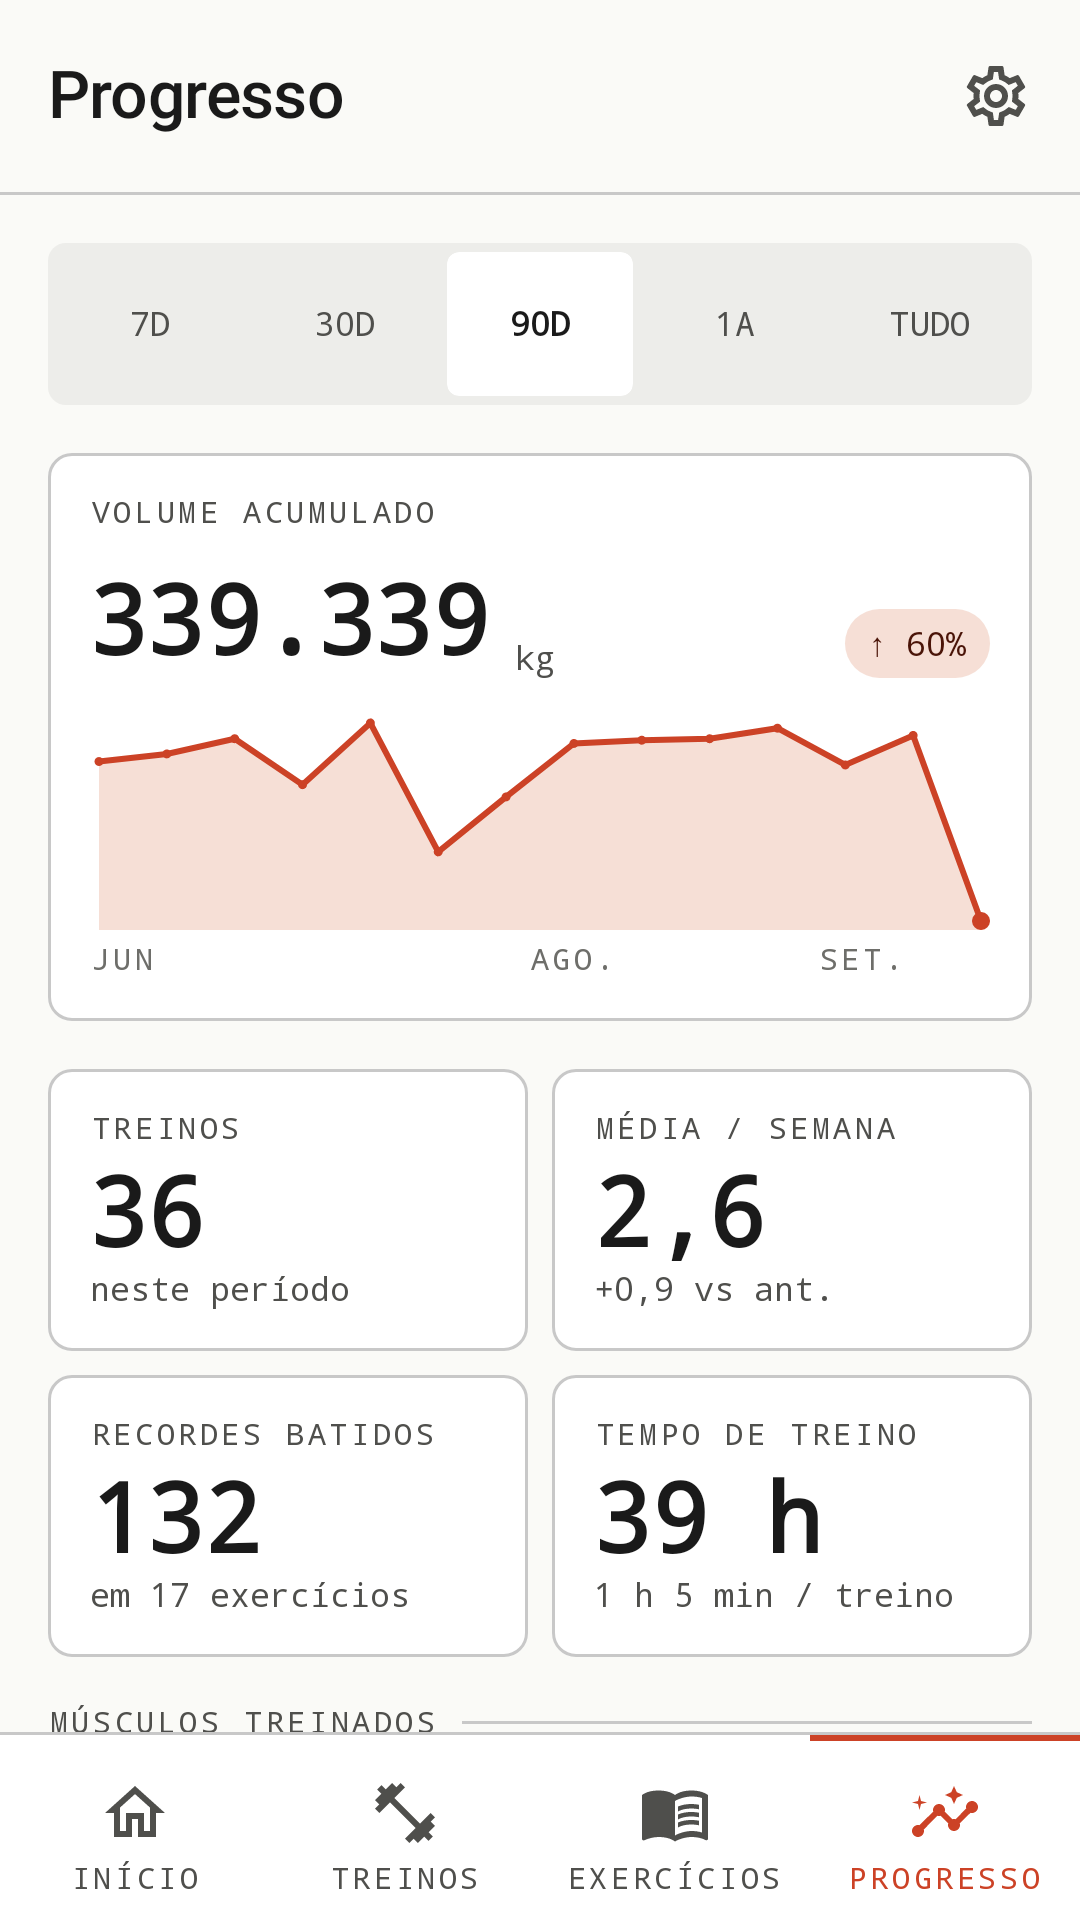 Progresso
7D 30D 90D 1A TUDO
VOLUME ACUMULADO
339.339 kg
↑ 60%
JUN AGO. SET.
TREINOS
36
neste período
MÉDIA / SEMANA
2,6
+0,9 vs ant.
RECORDES BATIDOS
132
em 17 exercícios
TEMPO DE TREINO
39 h
1 h 5 min / treino
MÚSCULOS TREINADOS
INÍCIO TREINOS EXERCÍCIOS PROGRESSO